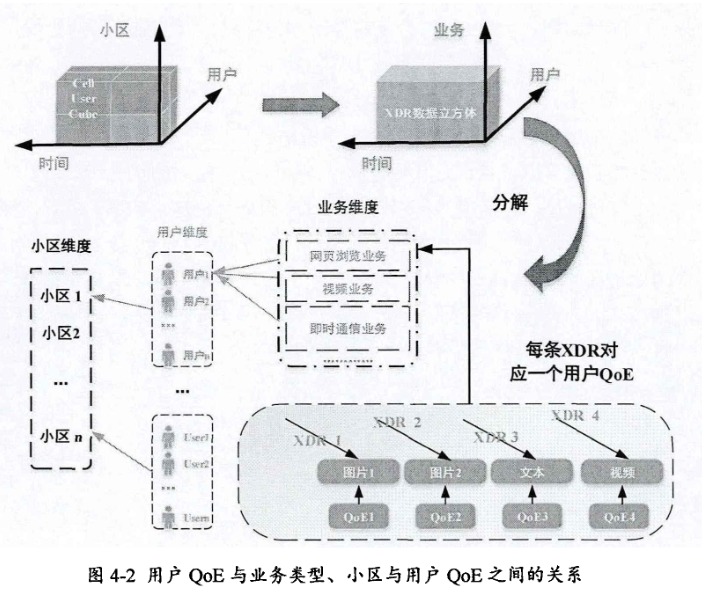 小区
用户
Cell
User
Cube
时间
业务
用户
XDR数据立方体
时间
分解
业务维度
网页浏览业务
视频业务
即时通信业务
............
用户维度
用户1
用户2
...
用户n
...
User1
User2
...
Usern
小区维度
小区 1
小区2
...
小区 n
每条XDR对
应一个用户QoE
XDR 1
XDR 2
XDR 3
XDR 4
图片1
图片2
文本
视频
QoE1
QoE2
QoE3
QoE4
图 4-2 用户 QoE 与业务类型、小区与用户 QoE 之间的关系